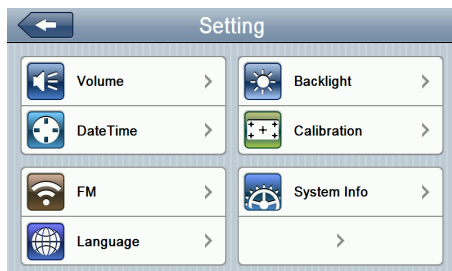 Setting
Volume
Backlight
DateTime
Calibration
FM
System Info
Language